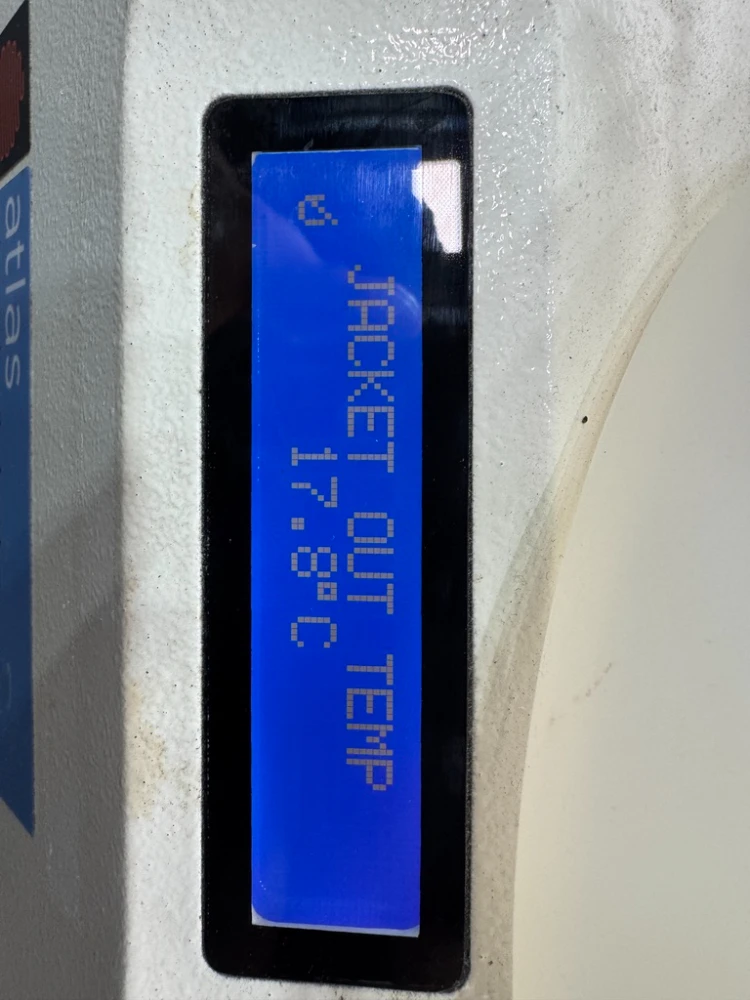 JACKET OUT TEMP
17.8°C
atlas